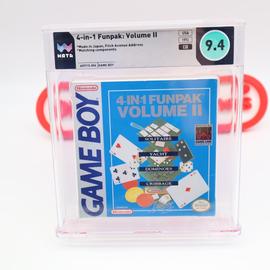 WATA
4-in-1 Funpak: Volume II
*Made in Japan, Fitch Avenue Address
*Matching components
USA
CIB
9.4
GAME BOY
4-IN-1 FUNPAK
VOLUME II
SOLITAIRE
YACHT
DOMINOES
CRIBBAGE
Nintendo